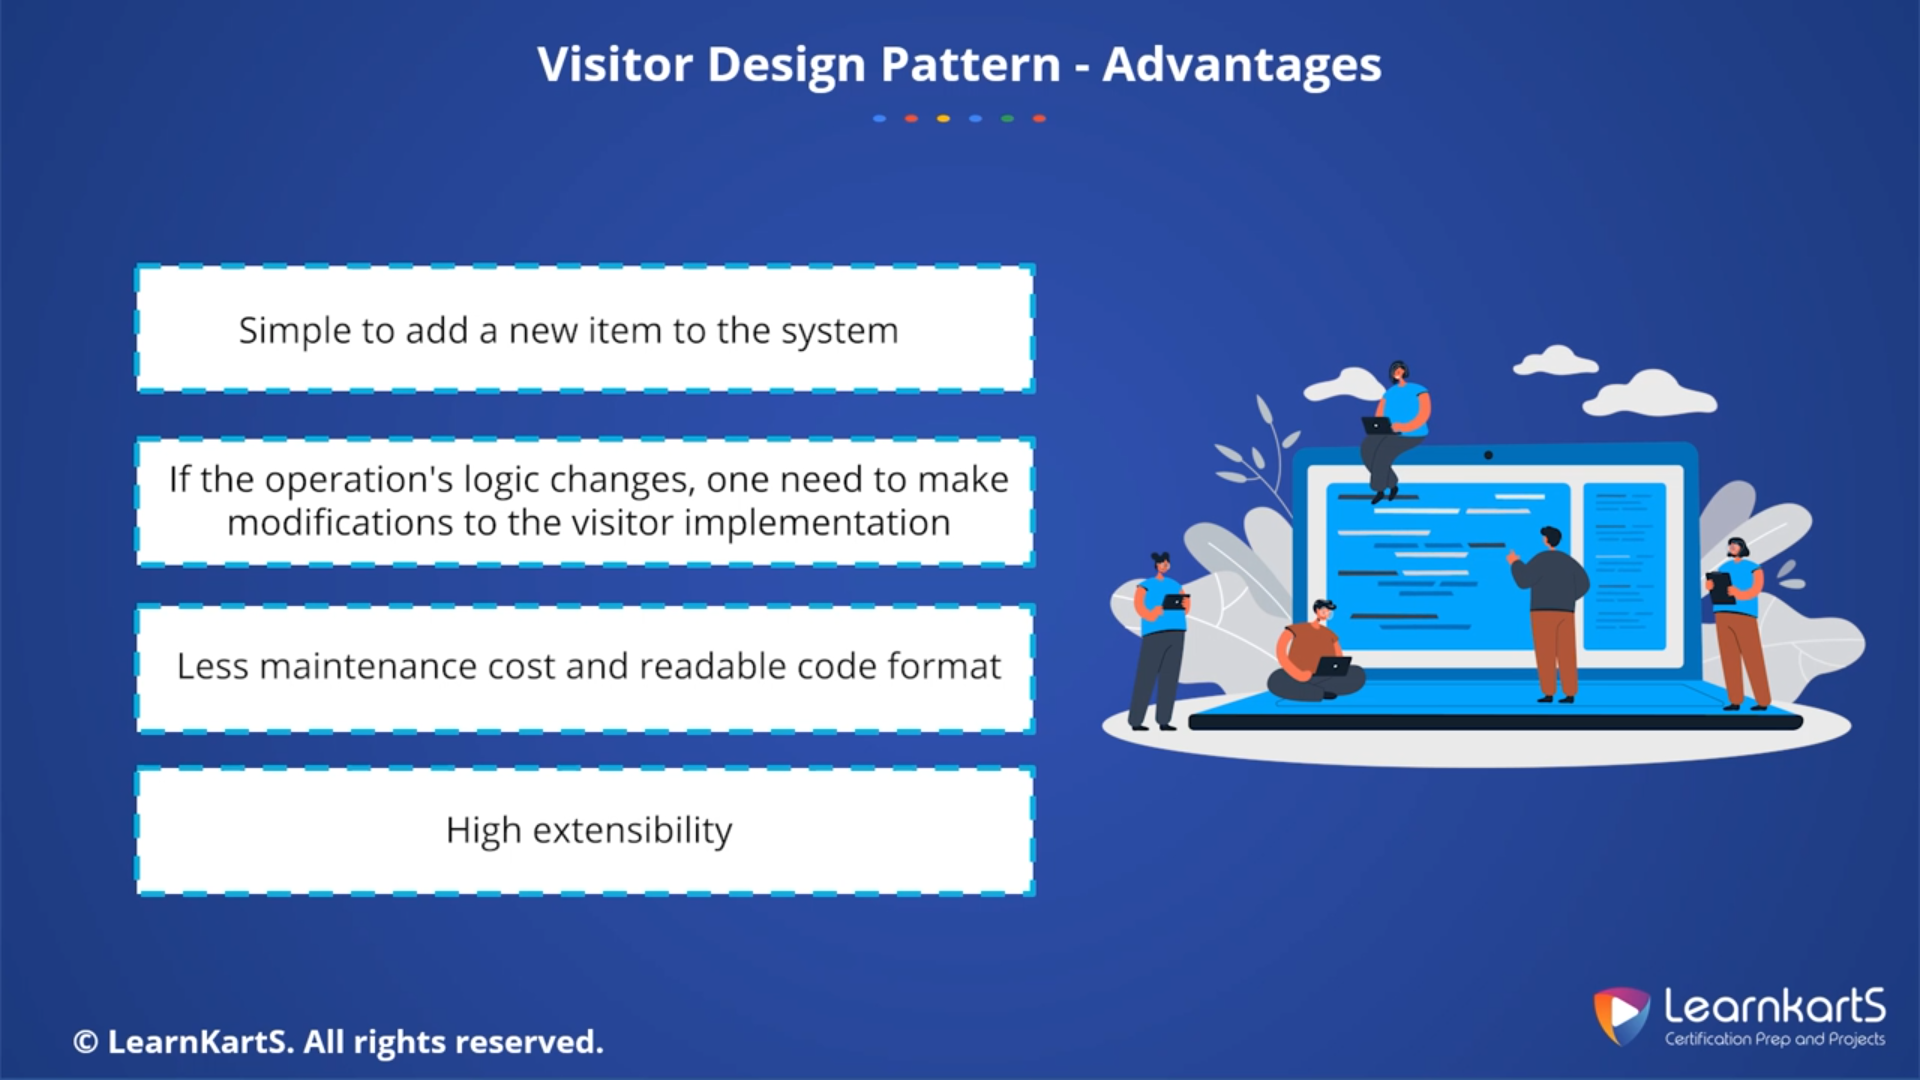 Visitor Design Pattern - Advantages
Simple to add a new item to the system
If the operation's logic changes, one need to make
modifications to the visitor implementation
Less maintenance cost and readable code format
High extensibility
© LearnKartS. All rights reserved.
LearnkartS
Certification Prep and Projects